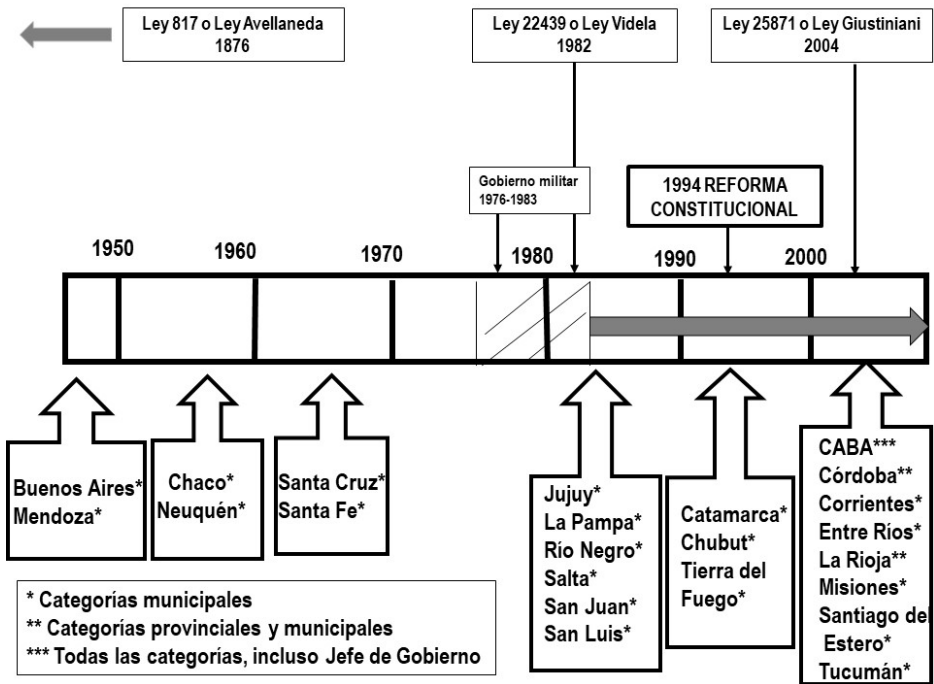 Ley 817 o Ley Avellaneda
1876
Ley 22439 o Ley Videla
1982
Ley 25871 o Ley Giustiniani
2004
Gobierno militar
1976-1983
1994 REFORMA
CONSTITUCIONAL
1950
1960
1970
1980
1990
2000
Buenos Aires*
Mendoza*
Chaco*
Neuquén*
Santa Cruz*
Santa Fe*
Jujuy*
La Pampa*
Río Negro*
Salta*
San Juan*
San Luis*
Catamarca*
Chubut*
Tierra del
Fuego*
CABA***
Córdoba**
Corrientes*
Entre Ríos*
La Rioja**
Misiones*
Santiago del
Estero*
Tucumán*
* Categorías municipales
** Categorías provinciales y municipales
*** Todas las categorías, incluso Jefe de Gobierno